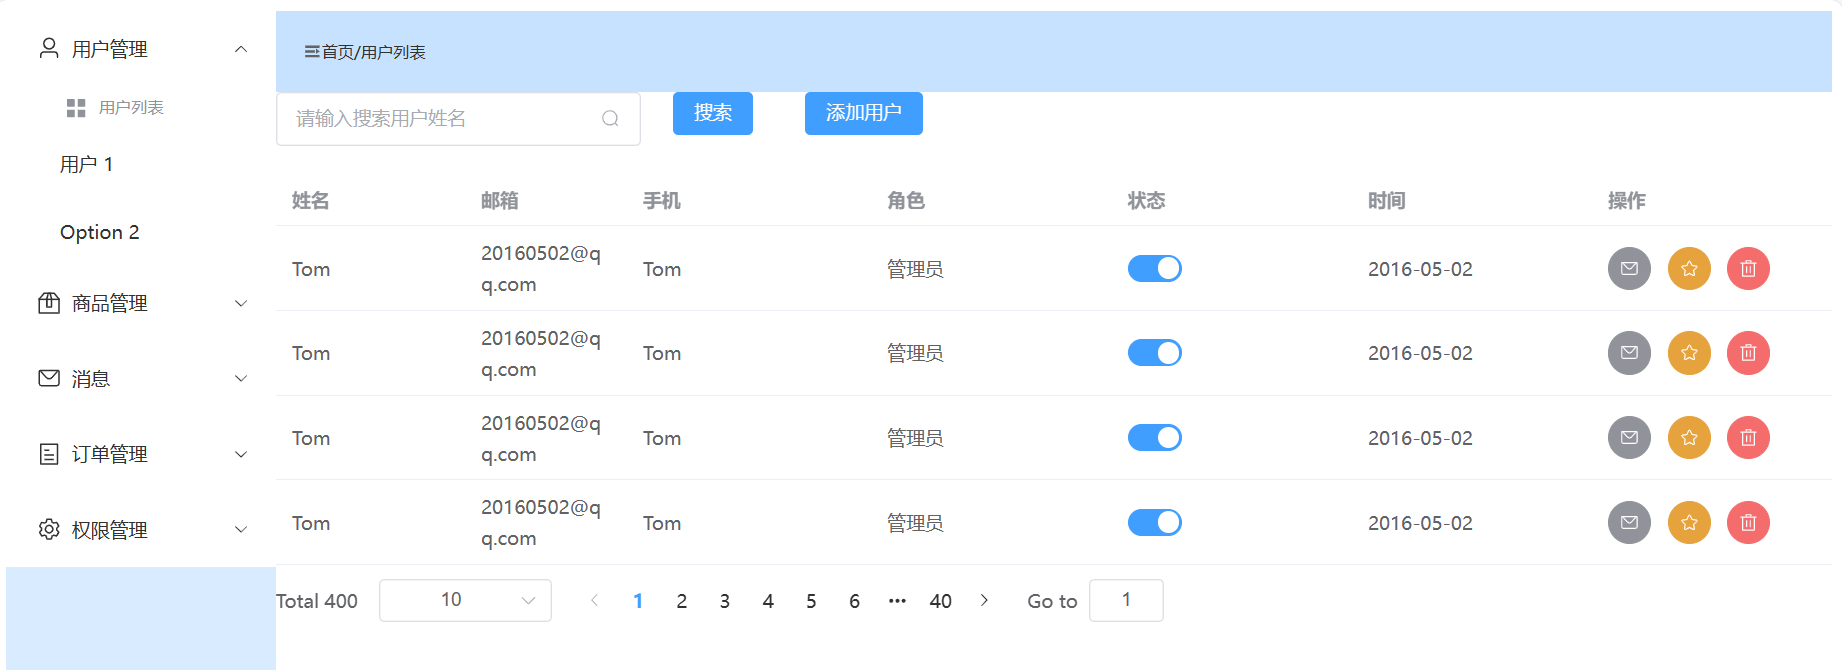 用户管理
用户列表
用户 1
Option 2
商品管理
消息
订单管理
权限管理
首页/用户列表
请输入搜索用户姓名 搜索 添加用户
姓名 邮箱 手机 角色 状态 时间 操作
Tom 20160502@q
q.com Tom 管理员 2016-05-02
Tom 20160502@q
q.com Tom 管理员 2016-05-02
Tom 20160502@q
q.com Tom 管理员 2016-05-02
Tom 20160502@q
q.com Tom 管理员 2016-05-02
Total 400 10 1 2 3 4 5 6 ··· 40 Go to 1